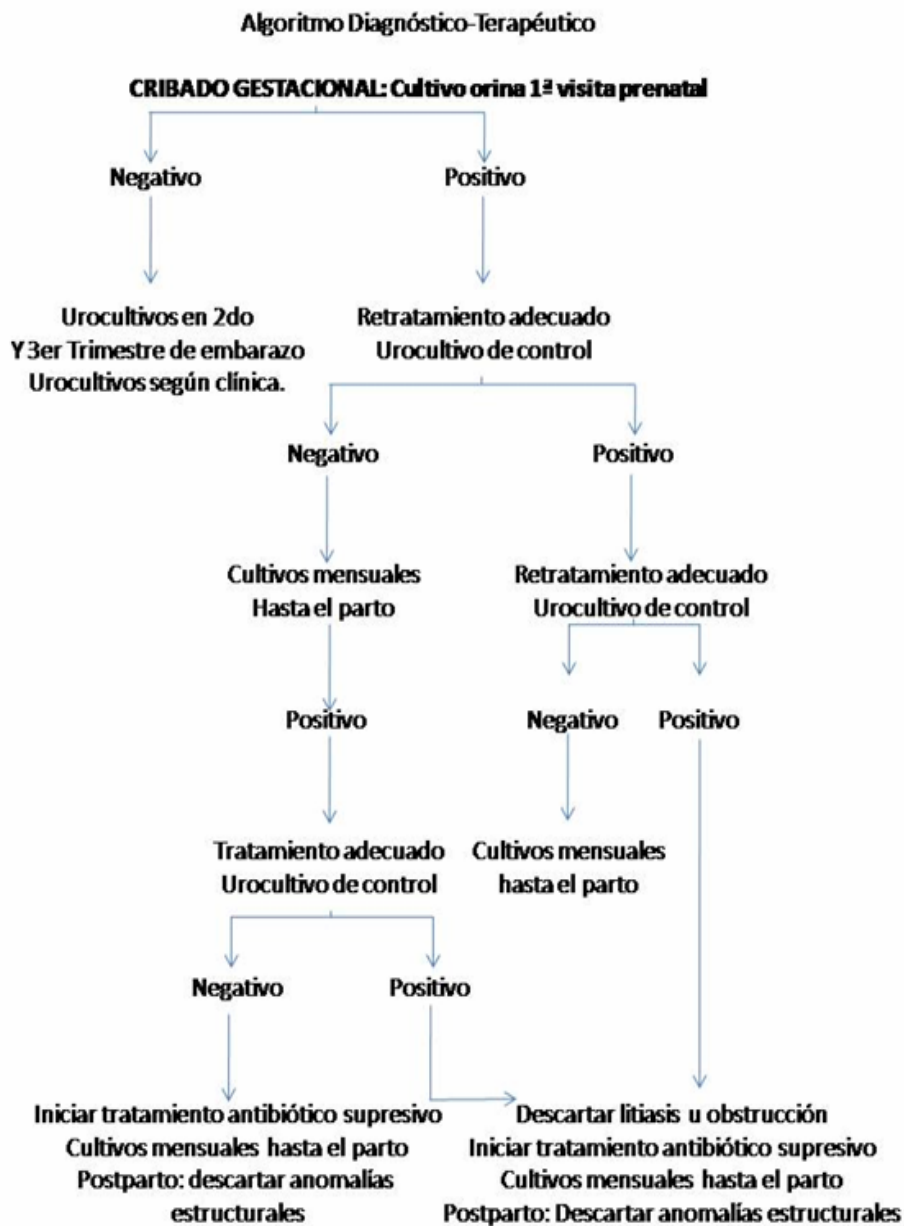 Algoritmo Diagnóstico-Terapéutico
CRIBADO GESTACIONAL: Cultivo orina 1ª visita prenatal
Negativo
Positivo
Urocultivos en 2do
Y 3er Trimestre de embarazo
Urocultivos según clínica.
Retratamiento adecuado
Urocultivo de control
Negativo
Positivo
Cultivos mensuales
Hasta el parto
Retratamiento adecuado
Urocultivo de control
Positivo
Negativo
Positivo
Tratamiento adecuado
Urocultivo de control
Cultivos mensuales
hasta el parto
Negativo
Positivo
Iniciar tratamiento antibiótico supresivo
Cultivos mensuales hasta el parto
Postparto: descartar anomalías
estructurales
Descartar litiasis u obstrucción
Iniciar tratamiento antibiótico supresivo
Cultivos mensuales hasta el parto
Postparto: Descartar anomalías estructurales